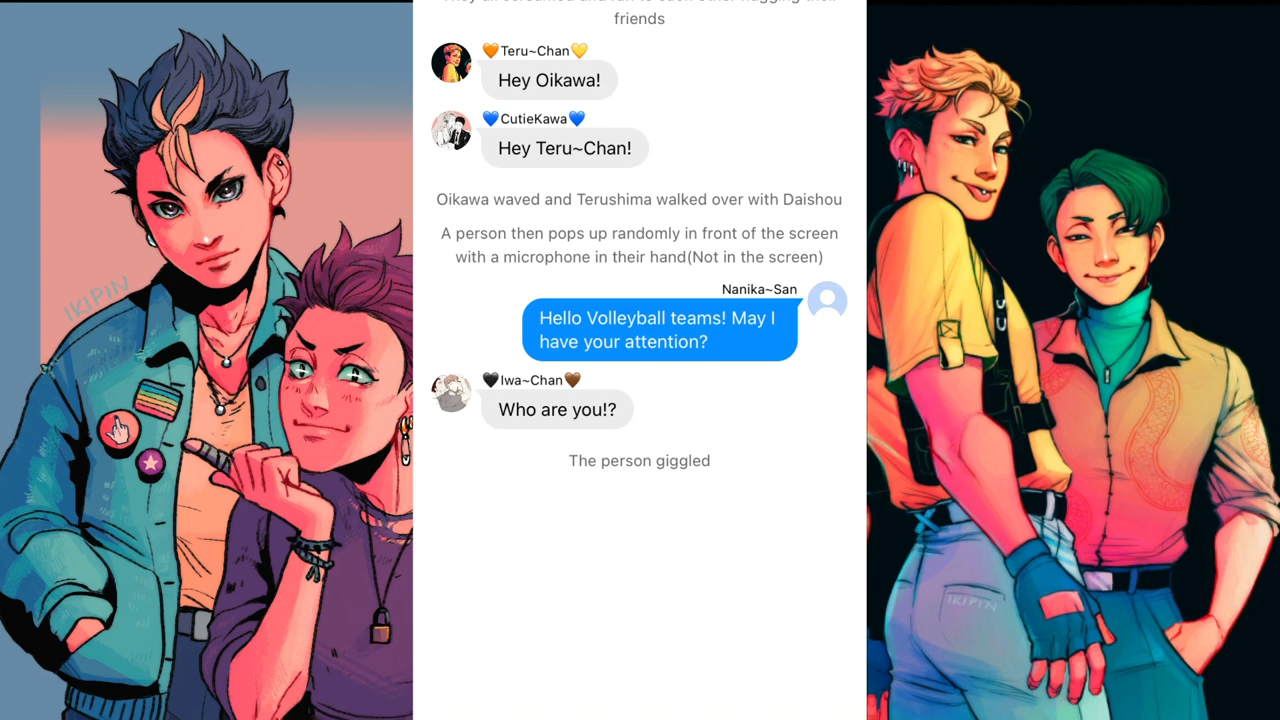 friends
🧡Teru~Chan💛
Hey Oikawa!
💙CutieKawa💙
Hey Teru~Chan!
Oikawa waved and Terushima walked over with Daishou
A person then pops up randomly in front of the screen
with a microphone in their hand(Not in the screen)
Nanika~San
Hello Volleyball teams! May I
have your attention?
🖤Iwa~Chan🤎
Who are you!?
The person giggled
IKIPIN
IKIPIN